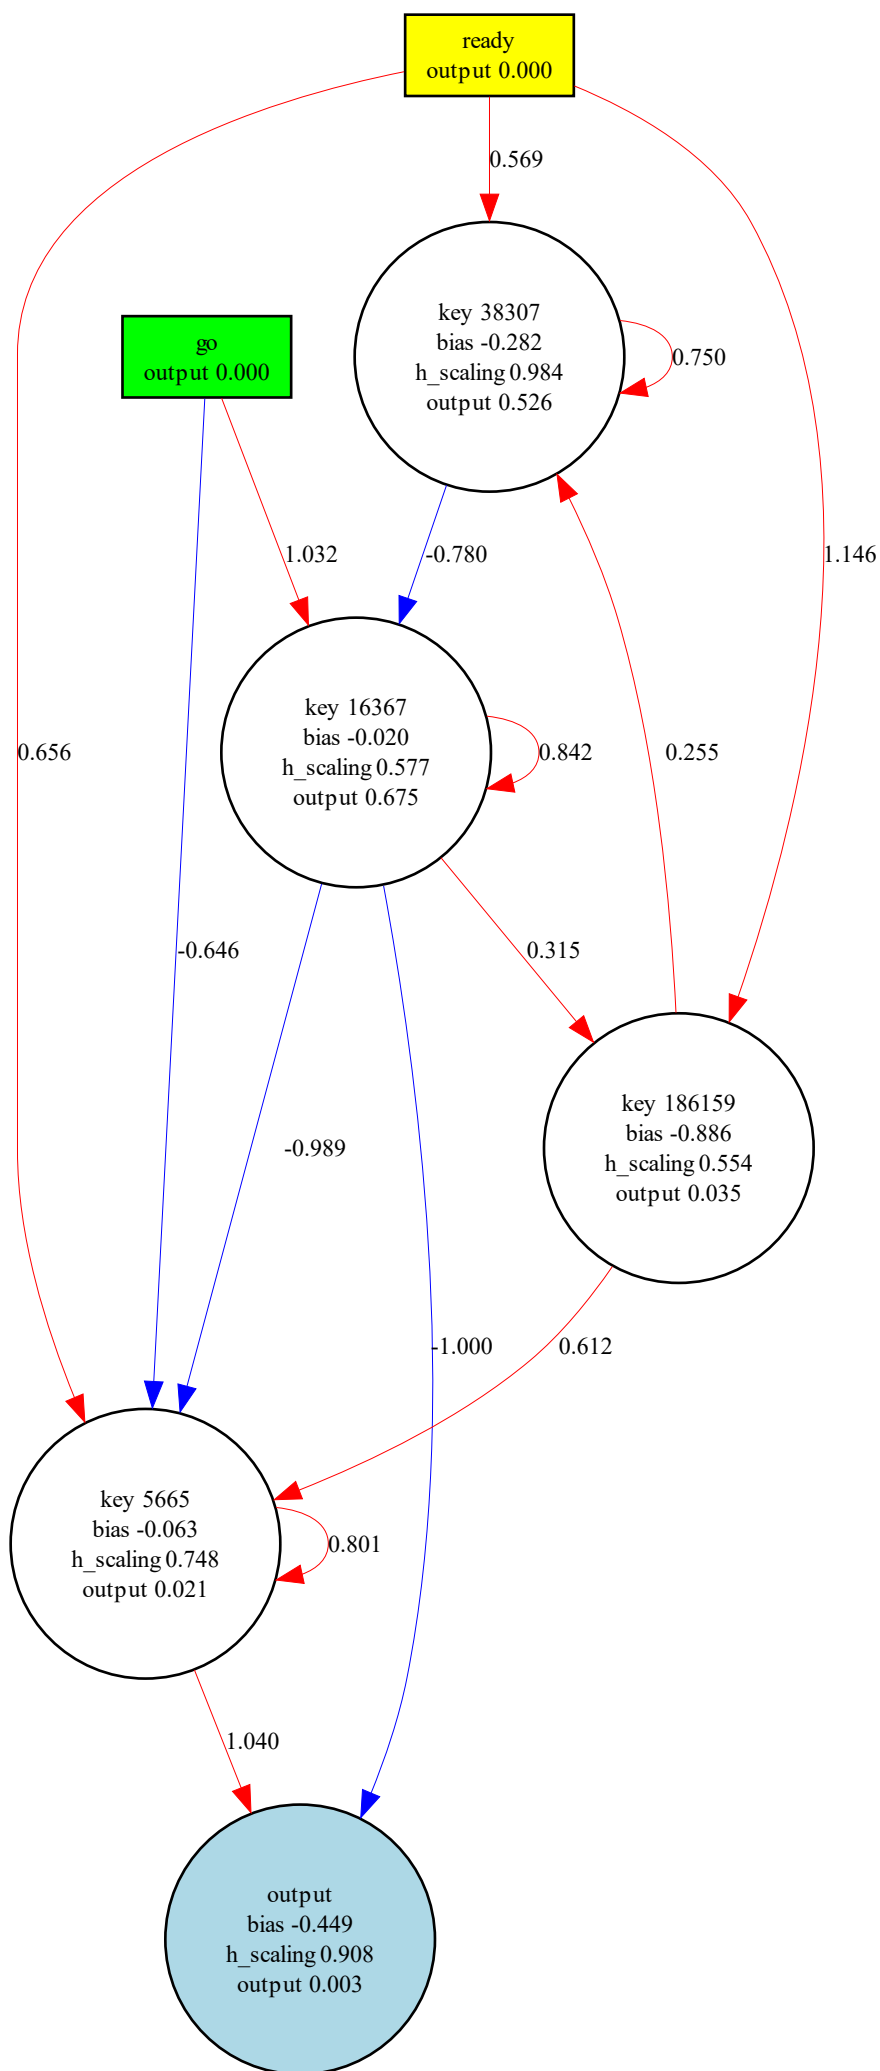 ready
output 0.000
0.569
key 38307
bias -0.282
h_scaling 0.984
output 0.526
0.750
go
output 0.000
1.032
-0.780
1.146
key 16367
bias -0.020
h_scaling 0.577
output 0.675
0.842
0.656
0.255
-0.646
0.315
key 186159
bias -0.886
h_scaling 0.554
output 0.035
-0.989
-1.000
0.612
key 5665
bias -0.063
h_scaling 0.748
output 0.021
0.801
1.040
output
bias -0.449
h_scaling 0.908
output 0.003